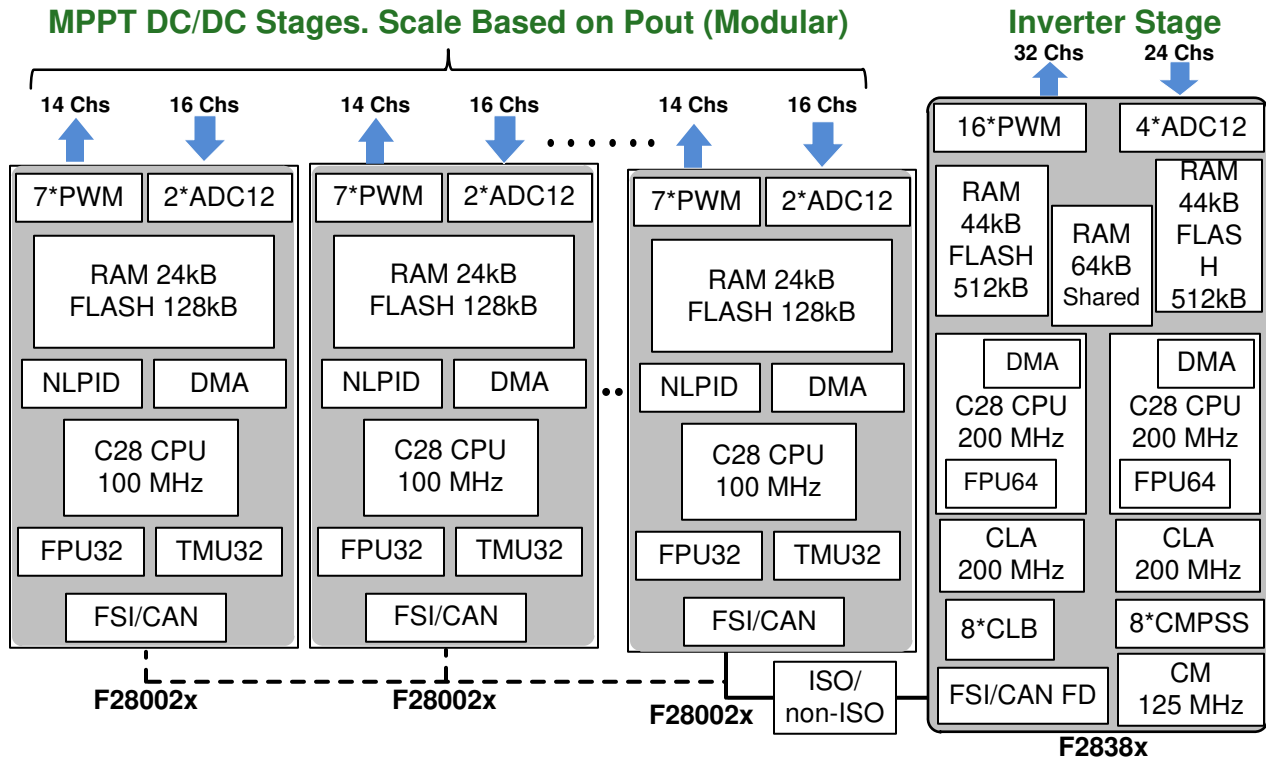 MPPT DC/DC Stages. Scale Based on Pout (Modular)
Inverter Stage
14 Chs
16 Chs
14 Chs
16 Chs
14 Chs
16 Chs
32 Chs
24 Chs
7*PWM
2*ADC12
RAM 24kB
FLASH 128kB
NLPID
DMA
C28 CPU
100 MHz
FPU32
TMU32
FSI/CAN
F28002x
7*PWM
2*ADC12
RAM 24kB
FLASH 128kB
NLPID
DMA
C28 CPU
100 MHz
FPU32
TMU32
FSI/CAN
F28002x
7*PWM
2*ADC12
RAM 24kB
FLASH 128kB
NLPID
DMA
C28 CPU
100 MHz
FPU32
TMU32
FSI/CAN
F28002x
ISO/
non-ISO
16*PWM
4*ADC12
RAM
44kB
FLASH
512kB
RAM
64kB
Shared
RAM
44kB
FLAS
H
512kB
DMA
C28 CPU
200 MHz
FPU64
DMA
C28 CPU
200 MHz
FPU64
CLA
200 MHz
CLA
200 MHz
8*CLB
8*CMPSS
FSI/CAN FD
CM
125 MHz
F2838x